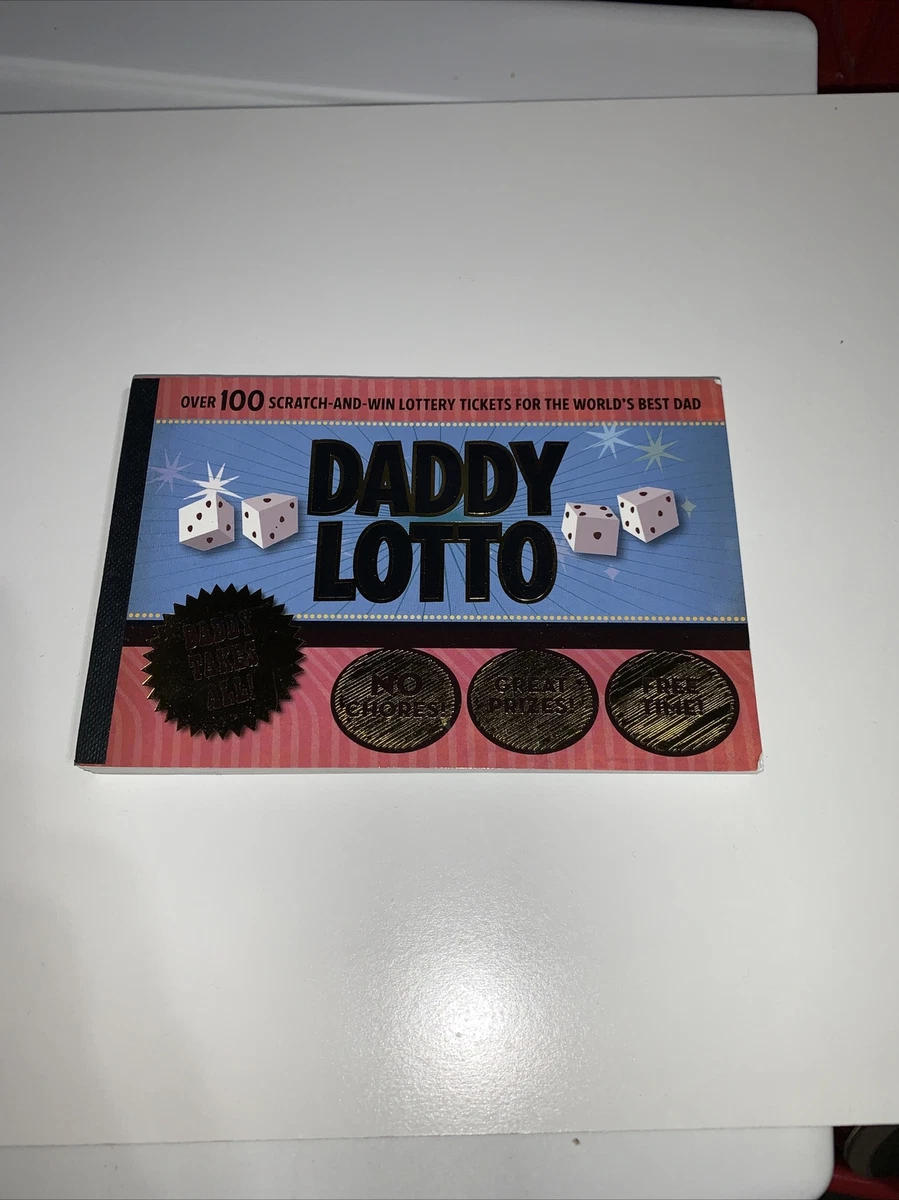 OVER 100 SCRATCH-AND-WIN LOTTERY TICKETS FOR THE WORLD'S BEST DAD
DADDY
LOTTO
DADDY
TAKES
ALL!
NO
CHORES!
GREAT
PRIZES!
FREE
TIME!